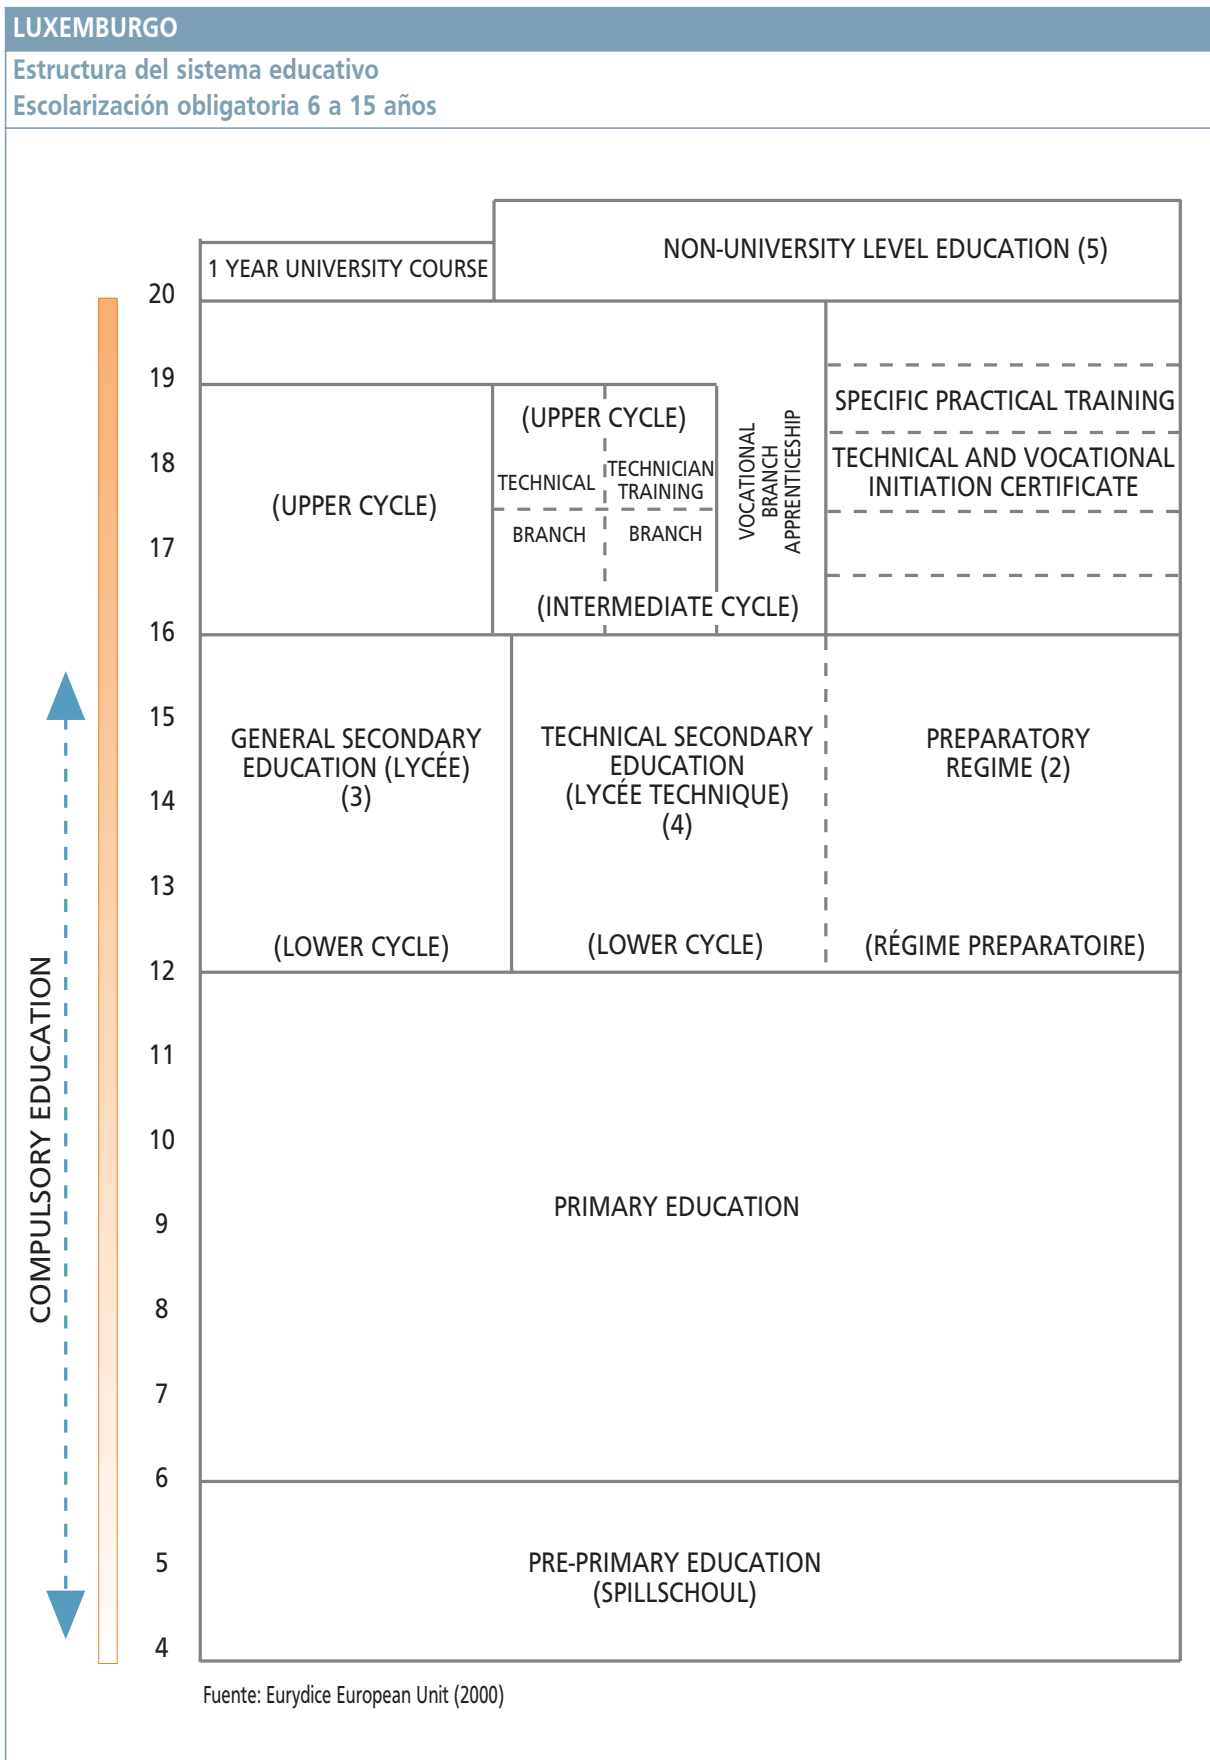 LUXEMBURGO
Estructura del sistema educativo
Escolarización obligatoria 6 a 15 años
NON-UNIVERSITY LEVEL EDUCATION (5)
1 YEAR UNIVERSITY COURSE
20
19
18
17
16
15
14
13
12
11
10
9
8
7
6
5
4
COMPULSORY EDUCATION
(UPPER CYCLE)
(UPPER CYCLE)
TECHNICAL
BRANCH
TECHNICIAN
TRAINING
BRANCH
(INTERMEDIATE CYCLE)
VOCATIONAL
BRANCH
APPRENTICESHIP
SPECIFIC PRACTICAL TRAINING
TECHNICAL AND VOCATIONAL
INITIATION CERTIFICATE
GENERAL SECONDARY
EDUCATION (LYCÉE)
(3)
(LOWER CYCLE)
TECHNICAL SECONDARY
EDUCATION
(LYCÉE TECHNIQUE)
(4)
(LOWER CYCLE)
PREPARATORY
REGIME (2)
(RÉGIME PREPARATOIRE)
PRIMARY EDUCATION
PRE-PRIMARY EDUCATION
(SPILLSCHOUL)
Fuente: Eurydice European Unit (2000)